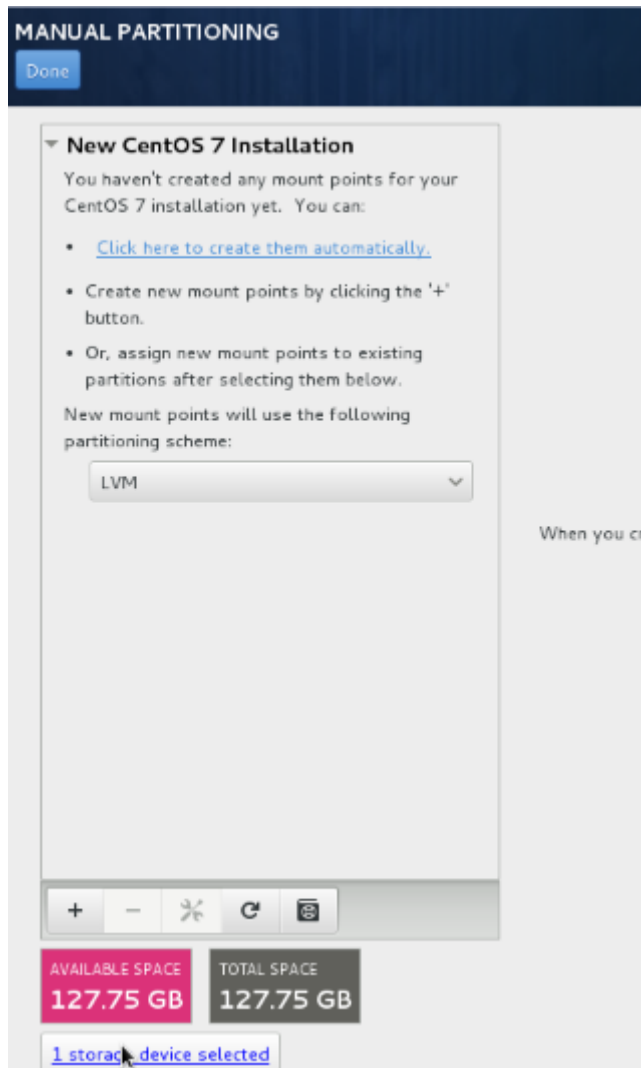 MANUAL PARTITIONING
Done
New CentOS 7 Installation
You haven't created any mount points for your
CentOS 7 installation yet.  You can:
• Click here to create them automatically.
• Create new mount points by clicking the '+'
button.
• Or, assign new mount points to existing
partitions after selecting them below.
New mount points will use the following
partitioning scheme:
LVM
When you
+ −
AVAILABLE SPACE
127.75 GB
TOTAL SPACE
127.75 GB
1 storage device selected